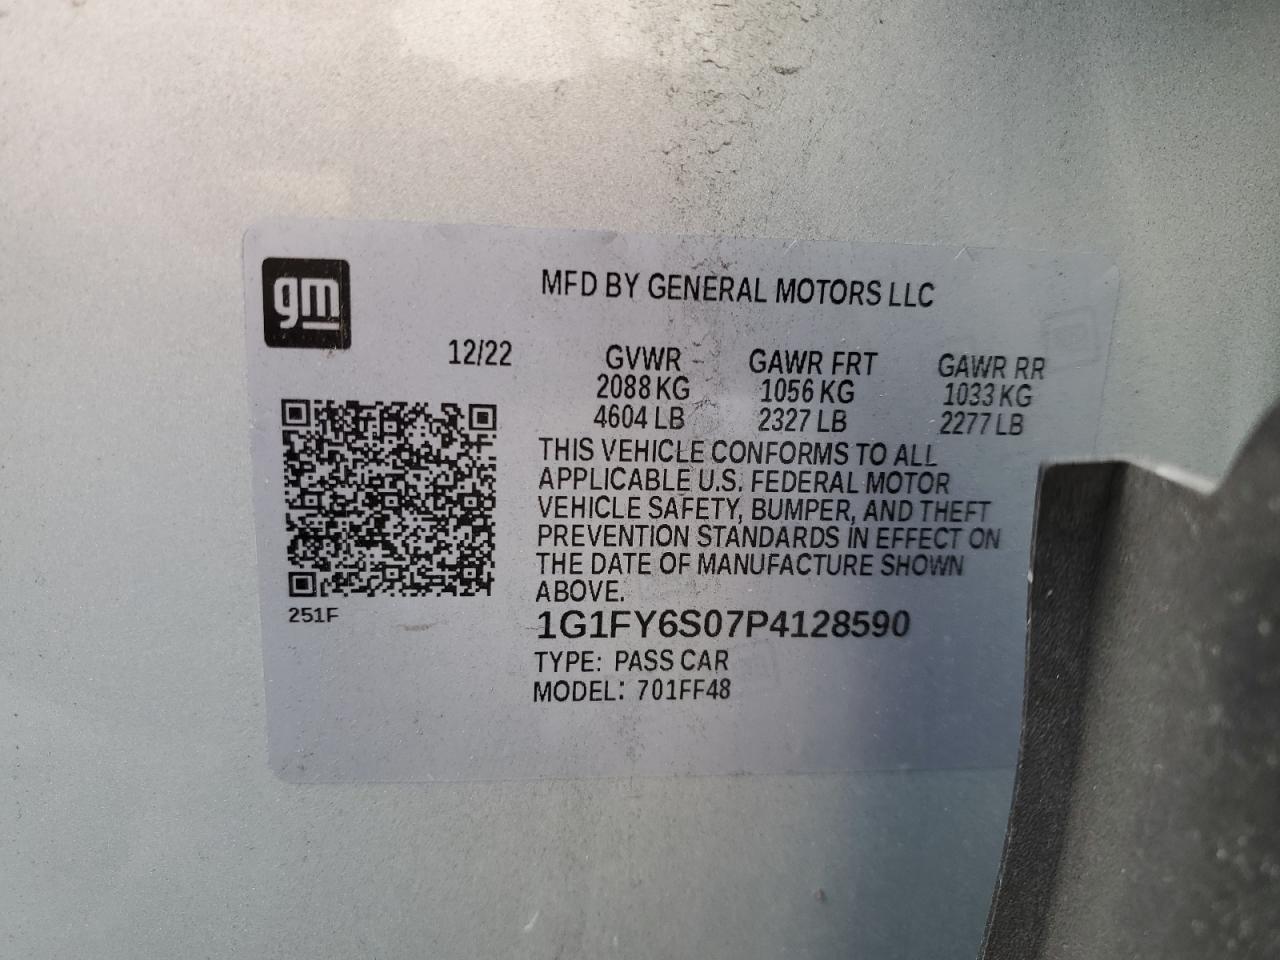 gm
MFD BY GENERAL MOTORS LLC
12/22 GVWR GAWR FRT GAWR RR
2088 KG 1056 KG 1033 KG
4604 LB 2327 LB 2277 LB
THIS VEHICLE CONFORMS TO ALL
APPLICABLE U.S. FEDERAL MOTOR
VEHICLE SAFETY, BUMPER, AND THEFT
PREVENTION STANDARDS IN EFFECT ON
THE DATE OF MANUFACTURE SHOWN
ABOVE.
251F
1G1FY6S07P4128590
TYPE: PASS CAR
MODEL: 701FF48